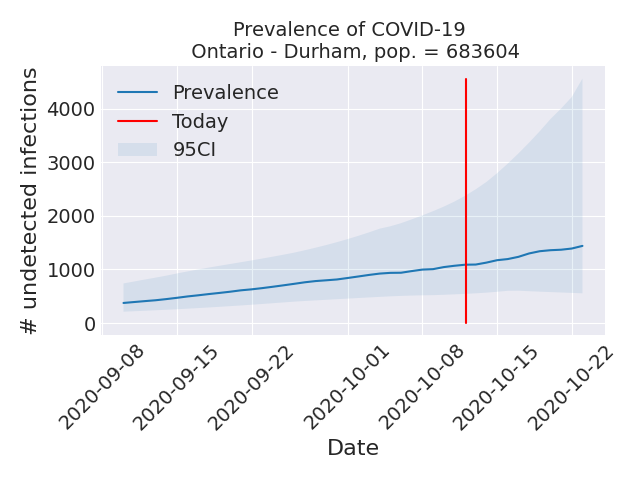 Prevalence of COVID-19
Ontario - Durham, pop. = 683604
# undetected infections
4000
3000
2000
1000
0
Prevalence
Today
95CI
2020-09-08
2020-09-15
2020-09-22
2020-10-01
2020-10-08
2020-10-15
2020-10-22
Date